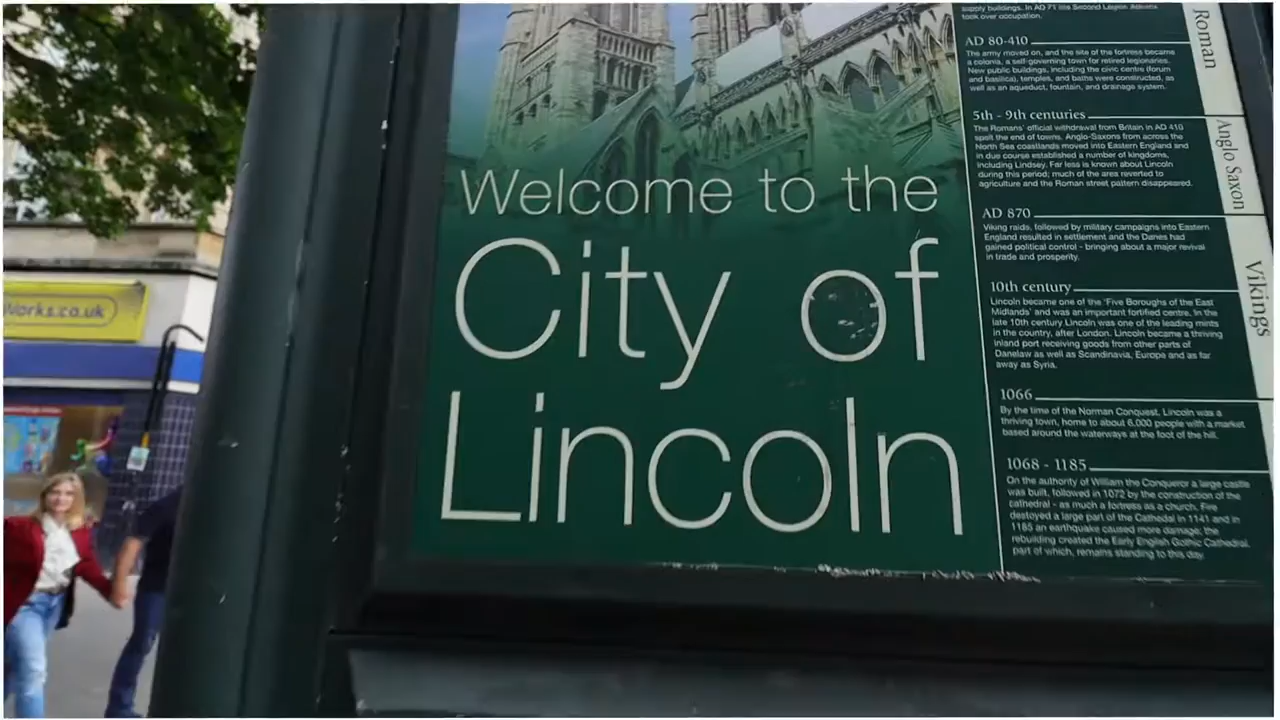 Works.co.uk
Welcome to the
City of
Lincoln
took over occupation.
AD 80-410
The army moved on, and the site of the fortress became
a colonia, a self-governing town for retired legionaries.
New public buildings, including the civic centre (forum
and basilica), temples, and baths were constructed, as
well as an aqueduct, fountain, and drainage system.
5th - 9th centuries
The Romans' official withdrawal from Britain in AD 410
spelt the end of towns. Anglo-Saxons from across the
North Sea coastlands moved into Eastern England and
in due course established a number of kingdoms,
including Lindsey. Far less is known about Lincoln
during this period; much of the area reverted to
agriculture and the Roman street pattern disappeared.
AD 870
Viking raids, followed by military campaigns into Eastern
England resulted in settlement and the Danes had
gained political control - bringing about a major revival
in trade and prosperity.
10th century
Lincoln became one of the 'Five Boroughs of the East
Midlands' and was an important fortified centre. In the
late 10th century Lincoln was one of the leading mints
in the country, after London. Lincoln became a thriving
inland port receiving goods from other parts of
Danelaw as well as Scandinavia, Europe and as far
away as Syria.
1066
By the time of the Norman Conquest, Lincoln was a
thriving town, home to about 6,000 people with a market
based around the waterways at the foot of the hill.
1068 - 1185
On the authority of William the Conqueror a large castle
was built, followed in 1072 by the construction of the
cathedral - as much a fortress as a church. Fire
destoyed a large part of the Cathedal in 1141 and in
1185 an earthquake caused more damage; the
rebuilding created the Early English Gothic Cathedral,
part of which, remains standing to this day.
Roman
Anglo Saxon
Vikings